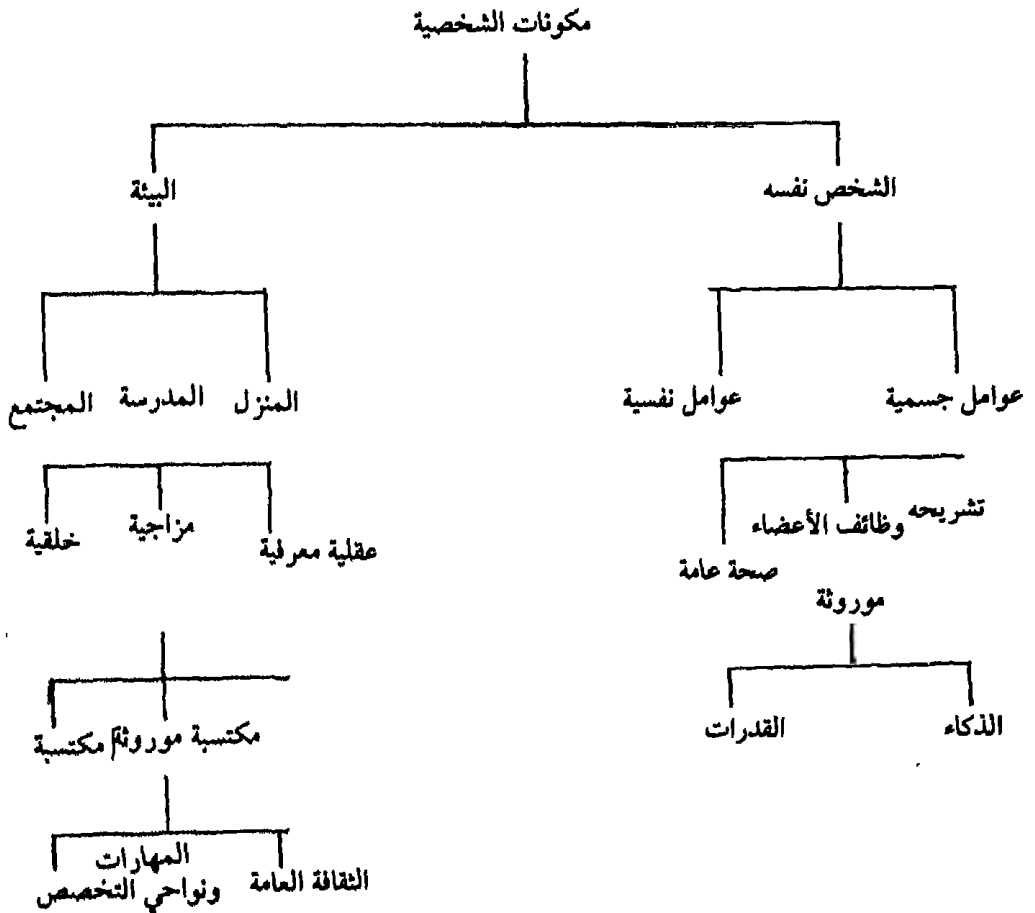 مكونات الشخصية
الشخص نفسه
البيئة
عوامل جسمية
عوامل نفسية
المنزل
المدرسة
المجتمع
تشريحه
وظائف الأعضاء
صحة عامة
عقلية معرفية
مزاجية
خلقية
موروثة
الذكاء
القدرات
مكتسبة موروثة مكتسبة
الثقافة العامة
المهارات
ونواحي التخصص